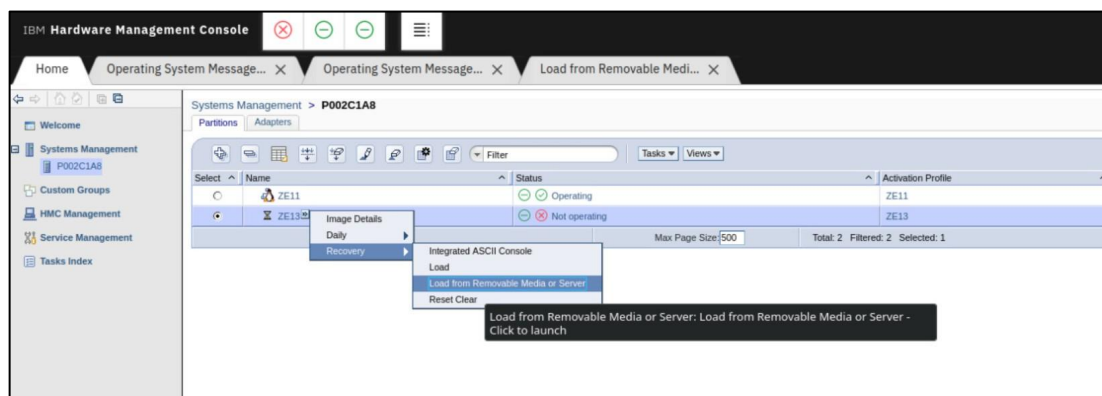 IBM Hardware Management Console
Home
Operating System Message...
Operating System Message...
Load from Removable Medi...
Welcome
Systems Management
P002C1A8
Custom Groups
HMC Management
Service Management
Tasks Index
Systems Management > P002C1A8
Partitions Adapters
Filter Tasks Views
Select Name Status Activation Profile
ZE11 Operating ZE11
ZE13 Not operating ZE13
Max Page Size: 500 Total: 2 Filtered: 2 Selected: 1
Image Details
Daily
Recovery
Integrated ASCII Console
Load
Load from Removable Media or Server
Reset Clear
Load from Removable Media or Server: Load from Removable Media or Server -
Click to launch